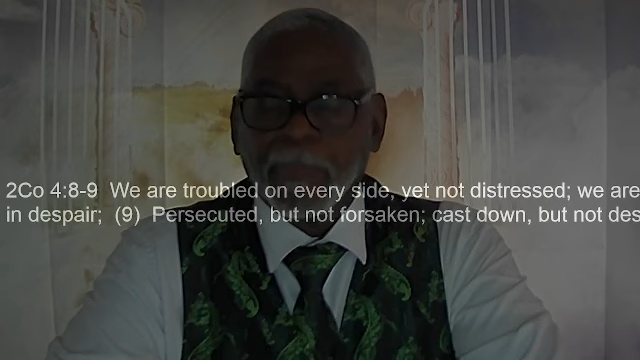 2Co 4:8-9 We are troubled on every side, yet not distressed; we are
in despair; (9) Persecuted, but not forsaken; cast down, but not des